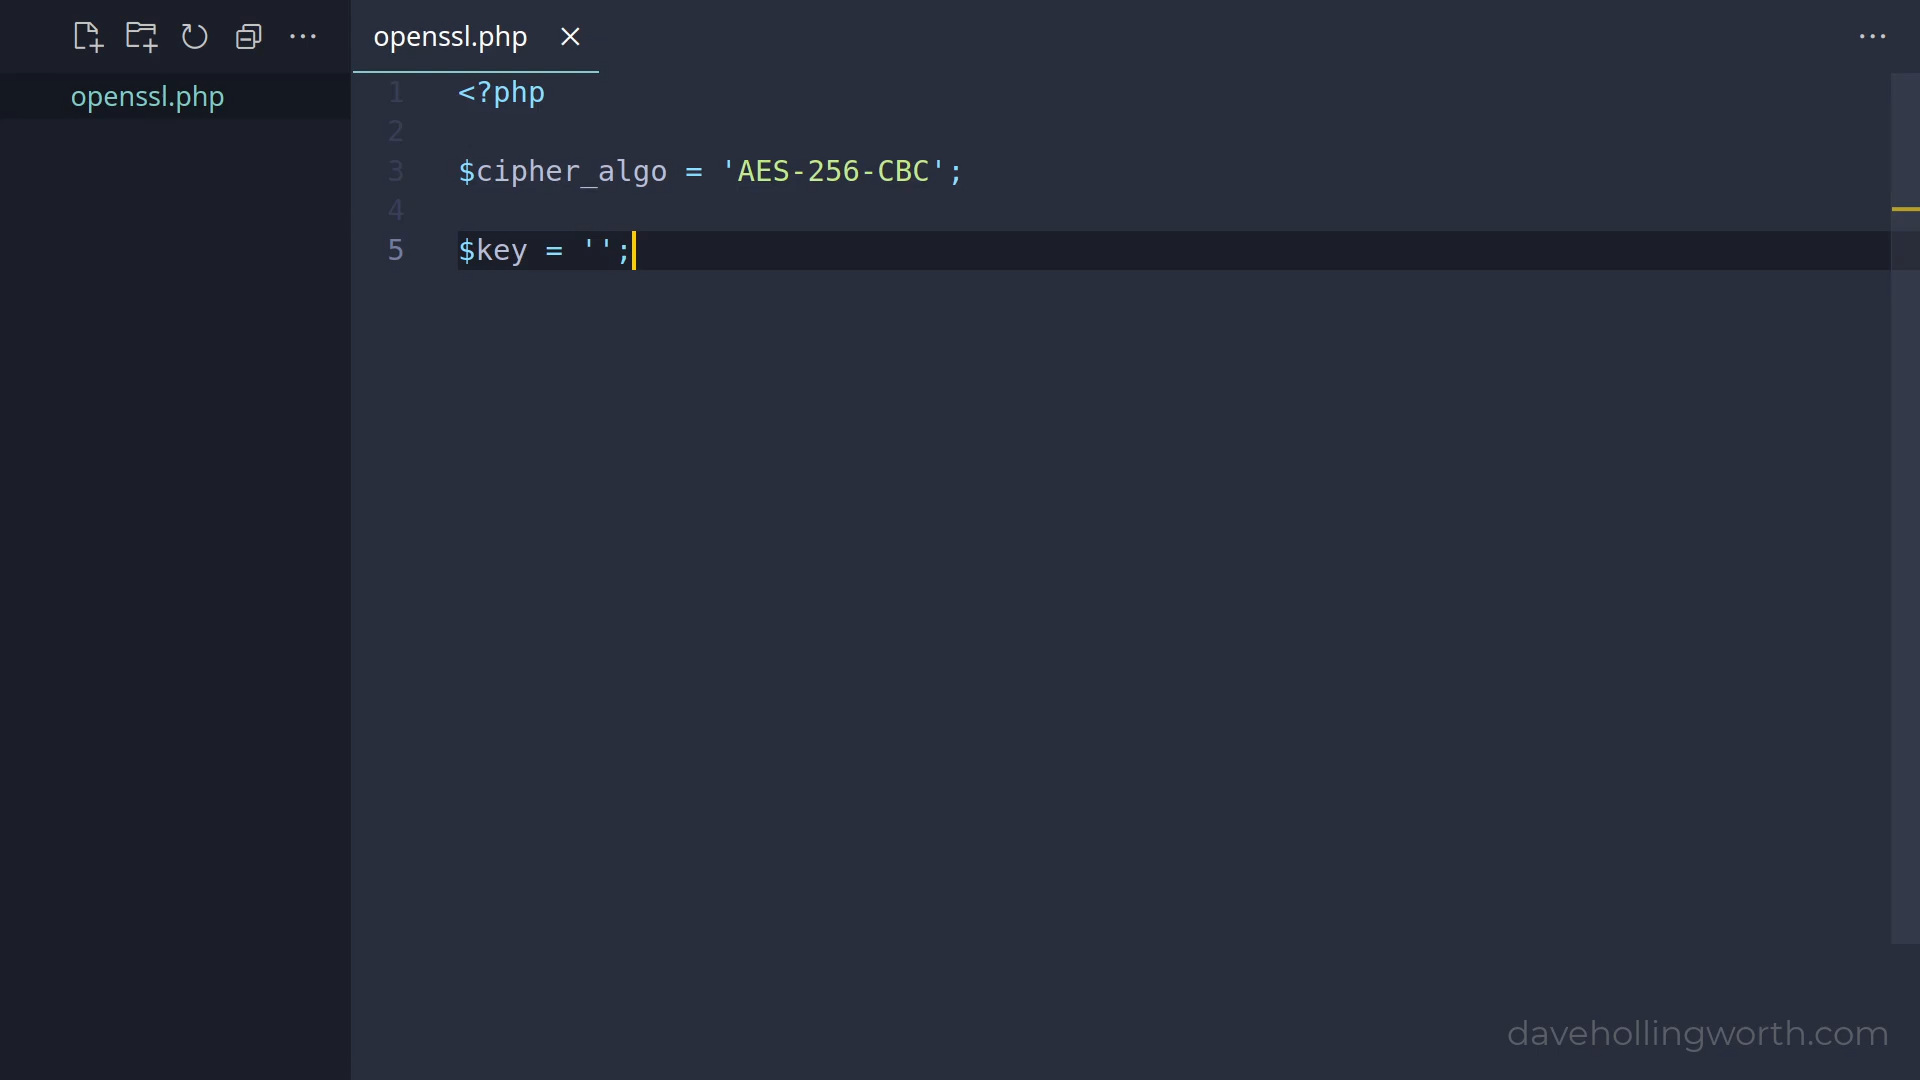 openssl.php
openssl.php
1 <?php
2
3 $cipher_algo = 'AES-256-CBC';
4
5 $key = '';
davehollingworth.com